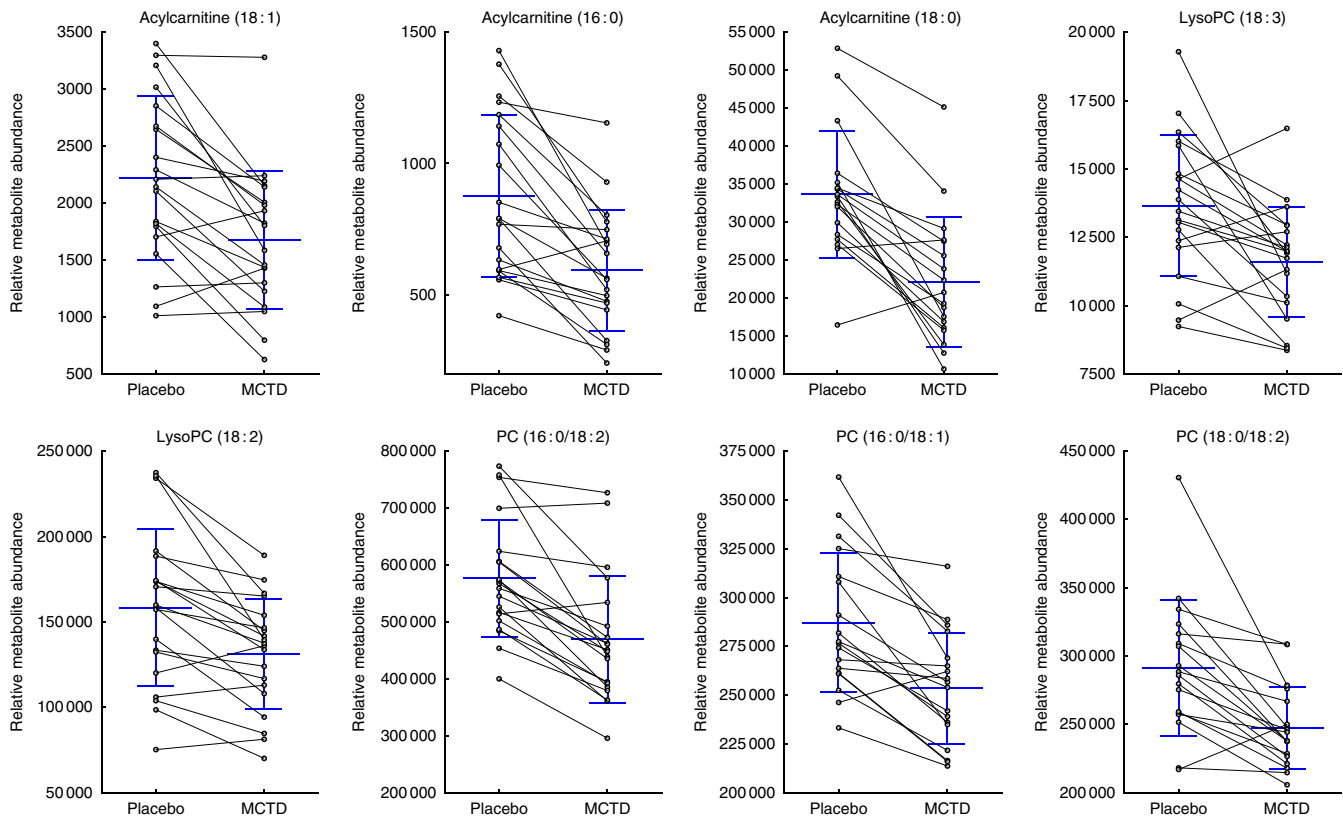 Acylcarnitine (18:1)
Relative metabolite abundance
3500
3000
2500
2000
1500
1000
500
Placebo MCTD
Acylcarnitine (16:0)
Relative metabolite abundance
1500
1000
500
Placebo MCTD
Acylcarnitine (18:0)
Relative metabolite abundance
55 000
50 000
45 000
40 000
35 000
30 000
25 000
20 000
15 000
10 000
Placebo MCTD
LysoPC (18:3)
Relative metabolite abundance
20 000
17 500
15 000
12 500
10 000
7500
Placebo MCTD
LysoPC (18:2)
Relative metabolite abundance
250 000
200 000
150 000
100 000
50 000
Placebo MCTD
PC (16:0/18:2)
Relative metabolite abundance
800 000
700 000
600 000
500 000
400 000
300 000
200 000
Placebo MCTD
PC (16:0/18:1)
Relative metabolite abundance
375 000
350 000
325 000
300 000
275 000
250 000
225 000
200 000
Placebo MCTD
PC (18:0/18:2)
Relative metabolite abundance
450 000
400 000
350 000
300 000
250 000
200 000
Placebo MCTD